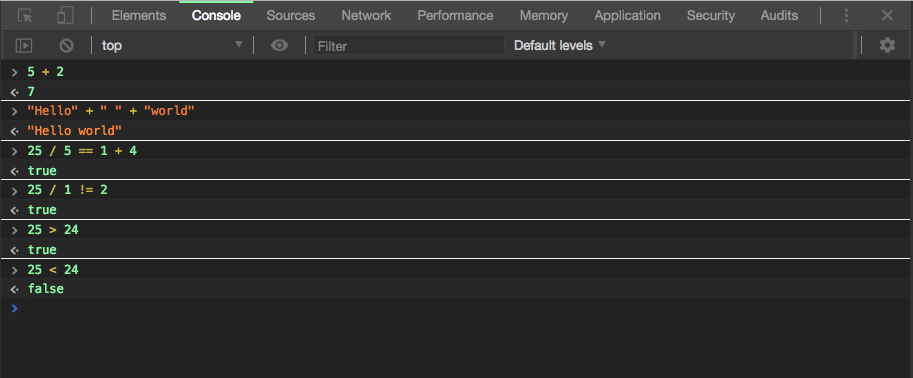 Elements Console Sources Network Performance Memory Application Security Audits
top Filter Default levels
5 + 2
7
"Hello" + " " + "world"
"Hello world"
25 / 5 == 1 + 4
true
25 / 1 != 2
true
25 > 24
true
25 < 24
false